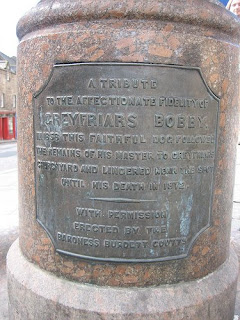 A TRIBUTE
TO THE AFFECTIONATE FIDELITY OF
GREYFRIARS BOBBY.
IN 1858 THIS FAITHFUL DOG FOLLOWED
THE REMAINS OF HIS MASTER TO GREYFRIARS
CHURCHYARD AND LINGERED NEAR THE SPOT
UNTIL HIS DEATH IN 1872.
WITH PERMISSION
ERECTED BY THE
BARONESS BURDETT COUTTS.